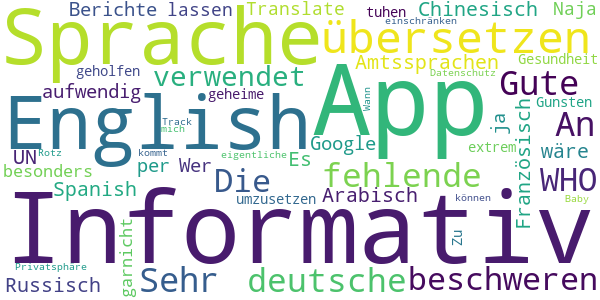 Berichte lassen Translate tuhen Chinesisch Naja
Sprache einschränken übersetzen
geholfen verwendet Amtssprachen Gesundheit
aufwendig geheime App Datenschutz Gute Gunsten
English Track mich Wann ja An
Google Französisch
UN Rotz kommt per Wer eigentliche Es extrem wäre
besonders Die fehlende WHO
Spanish umzusetzen Arabisch können Baby
Informativ Zu
garnicht
Privatsphäre Sehr deutsche beschweren
Russisch